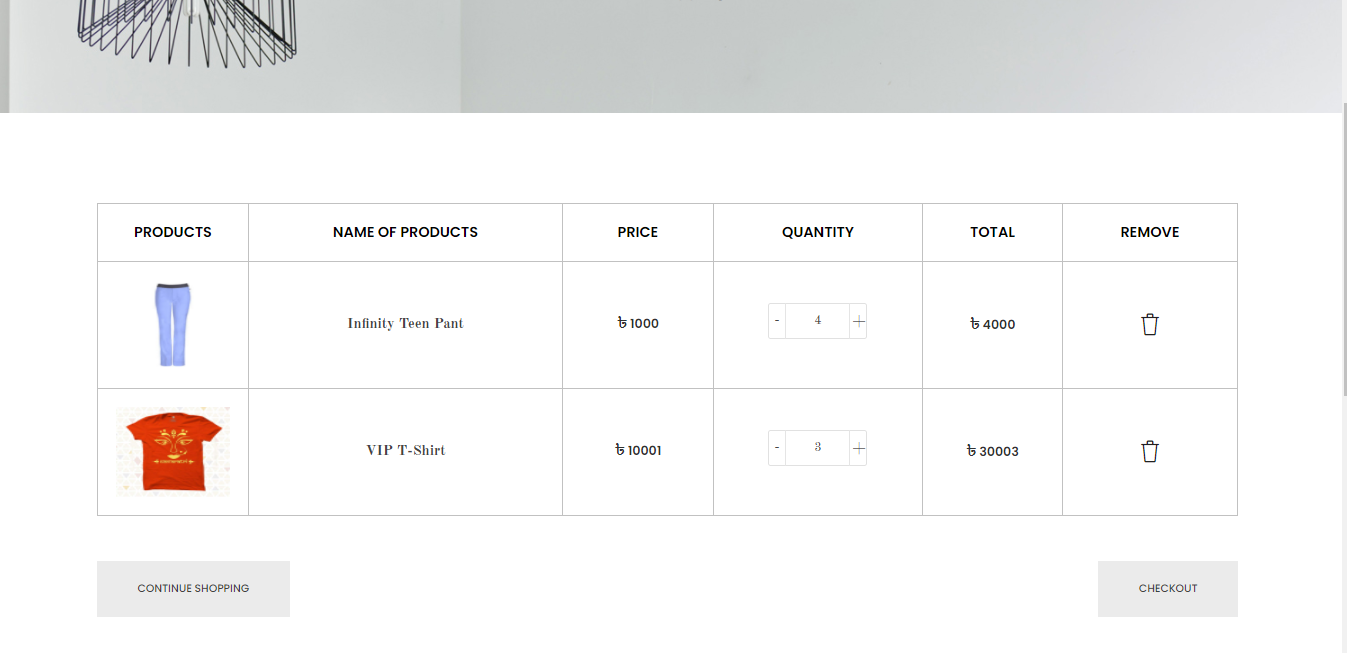 PRODUCTS NAME OF PRODUCTS PRICE QUANTITY TOTAL REMOVE
Infinity Teen Pant ৳ 1000 - 4 + ৳ 4000
VIP T-Shirt ৳ 10001 - 3 + ৳ 30003
CONTINUE SHOPPING CHECKOUT